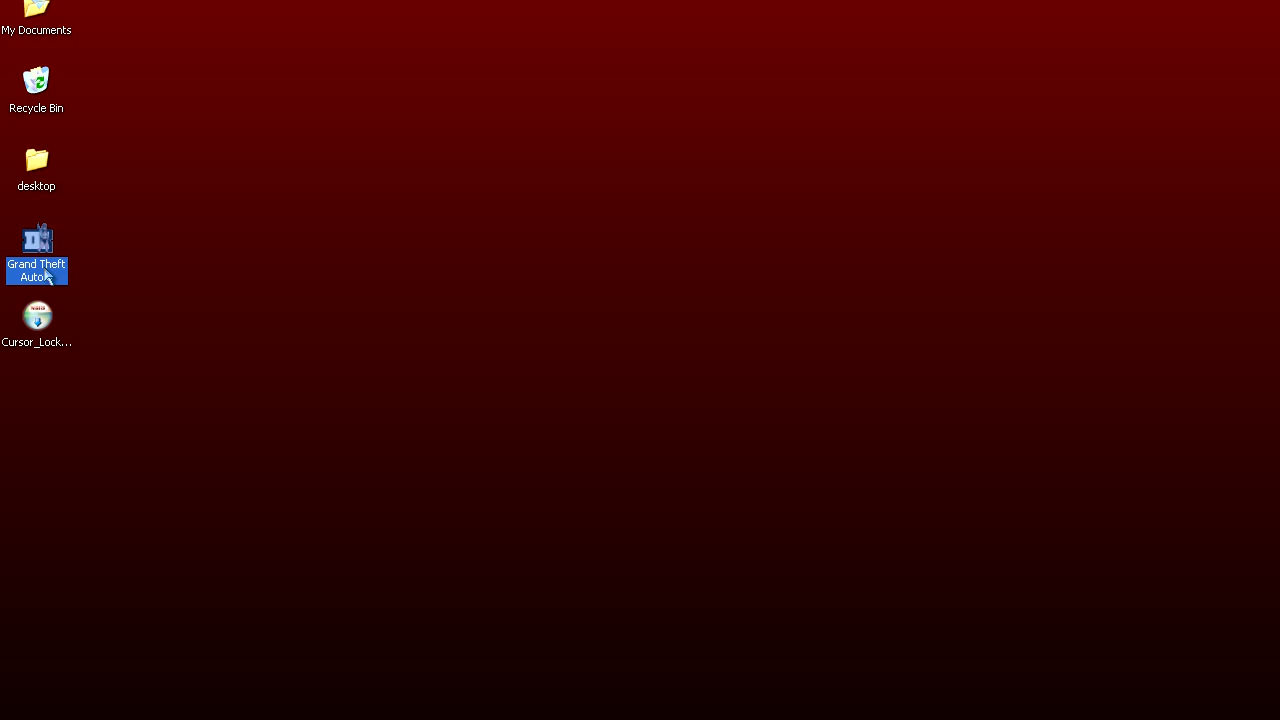 My Documents
Recycle Bin
desktop
Grand Theft
Auto
Cursor_Lock...